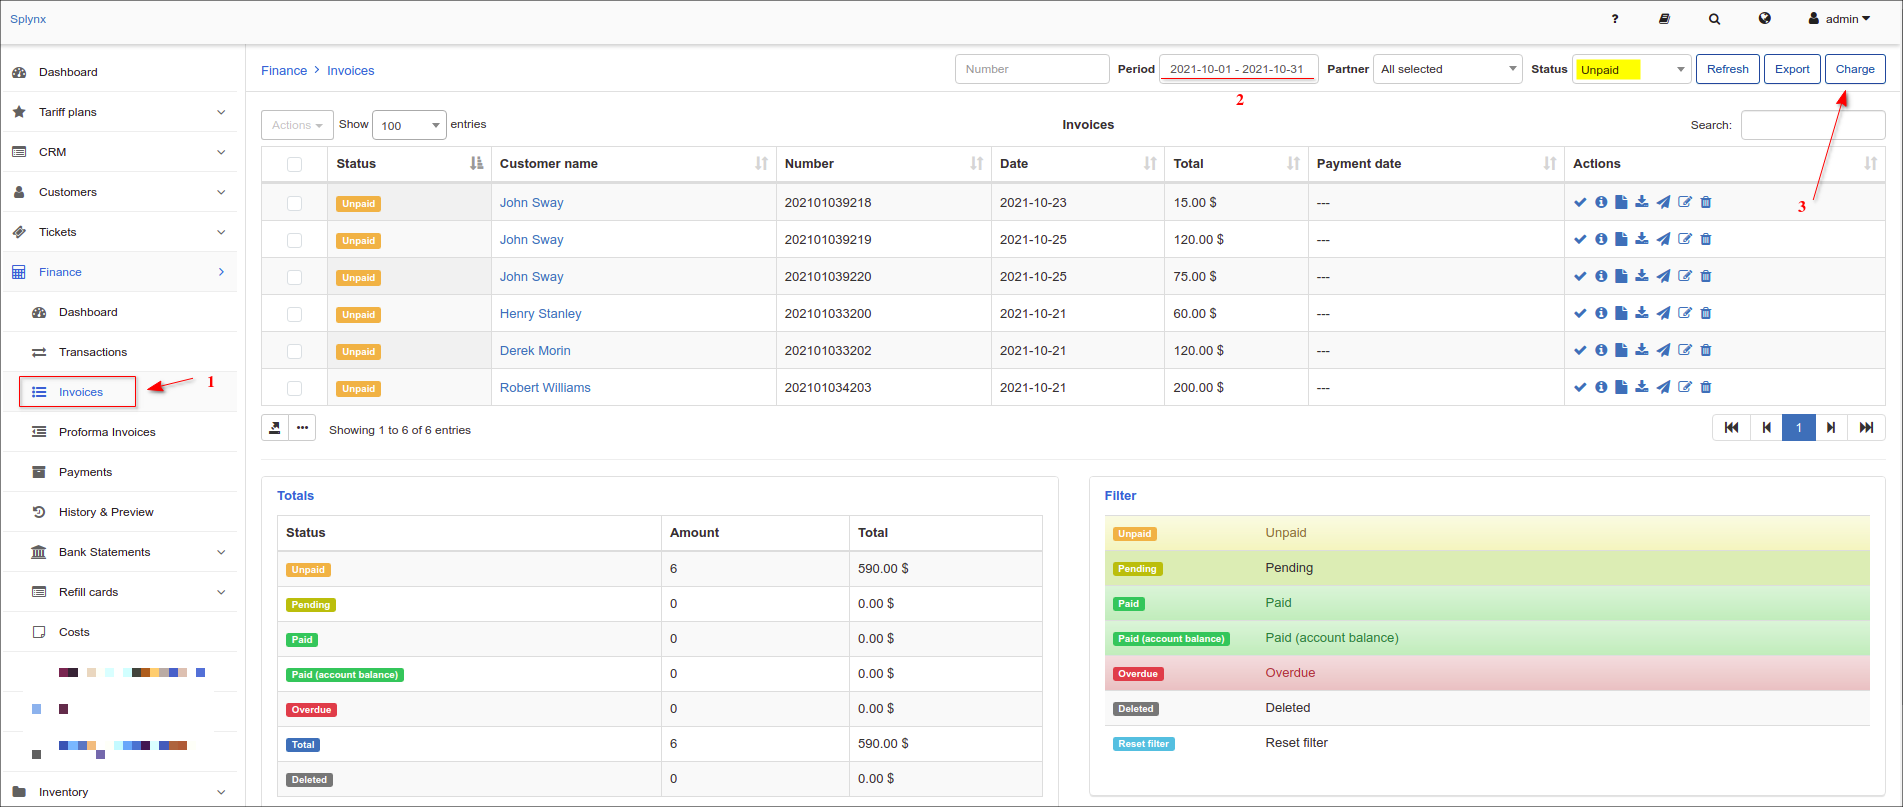 Splynx
? admin
Dashboard
Tariff plans
CRM
Customers
Tickets
Finance
Dashboard
Transactions
Invoices 1
Proforma Invoices
Payments
History & Preview
Bank Statements
Refill cards
Costs
Inventory
Finance > Invoices
Number Period 2021-10-01 - 2021-10-31 Partner All selected Status Unpaid Refresh Export Charge
2
3
Actions Show 100 entries Invoices Search:
Status Customer name Number Date Total Payment date Actions
Unpaid John Sway 202101039218 2021-10-23 15.00 $ ---
Unpaid John Sway 202101039219 2021-10-25 120.00 $ ---
Unpaid John Sway 202101039220 2021-10-25 75.00 $ ---
Unpaid Henry Stanley 202101033200 2021-10-21 60.00 $ ---
Unpaid Derek Morin 202101033202 2021-10-21 120.00 $ ---
Unpaid Robert Williams 202101034203 2021-10-21 200.00 $ ---
Showing 1 to 6 of 6 entries 1
Totals
Status Amount Total
Unpaid 6 590.00 $
Pending 0 0.00 $
Paid 0 0.00 $
Paid (account balance) 0 0.00 $
Overdue 0 0.00 $
Total 6 590.00 $
Deleted 0 0.00 $
Filter
Unpaid Unpaid
Pending Pending
Paid Paid
Paid (account balance) Paid (account balance)
Overdue Overdue
Deleted Deleted
Reset filter Reset filter